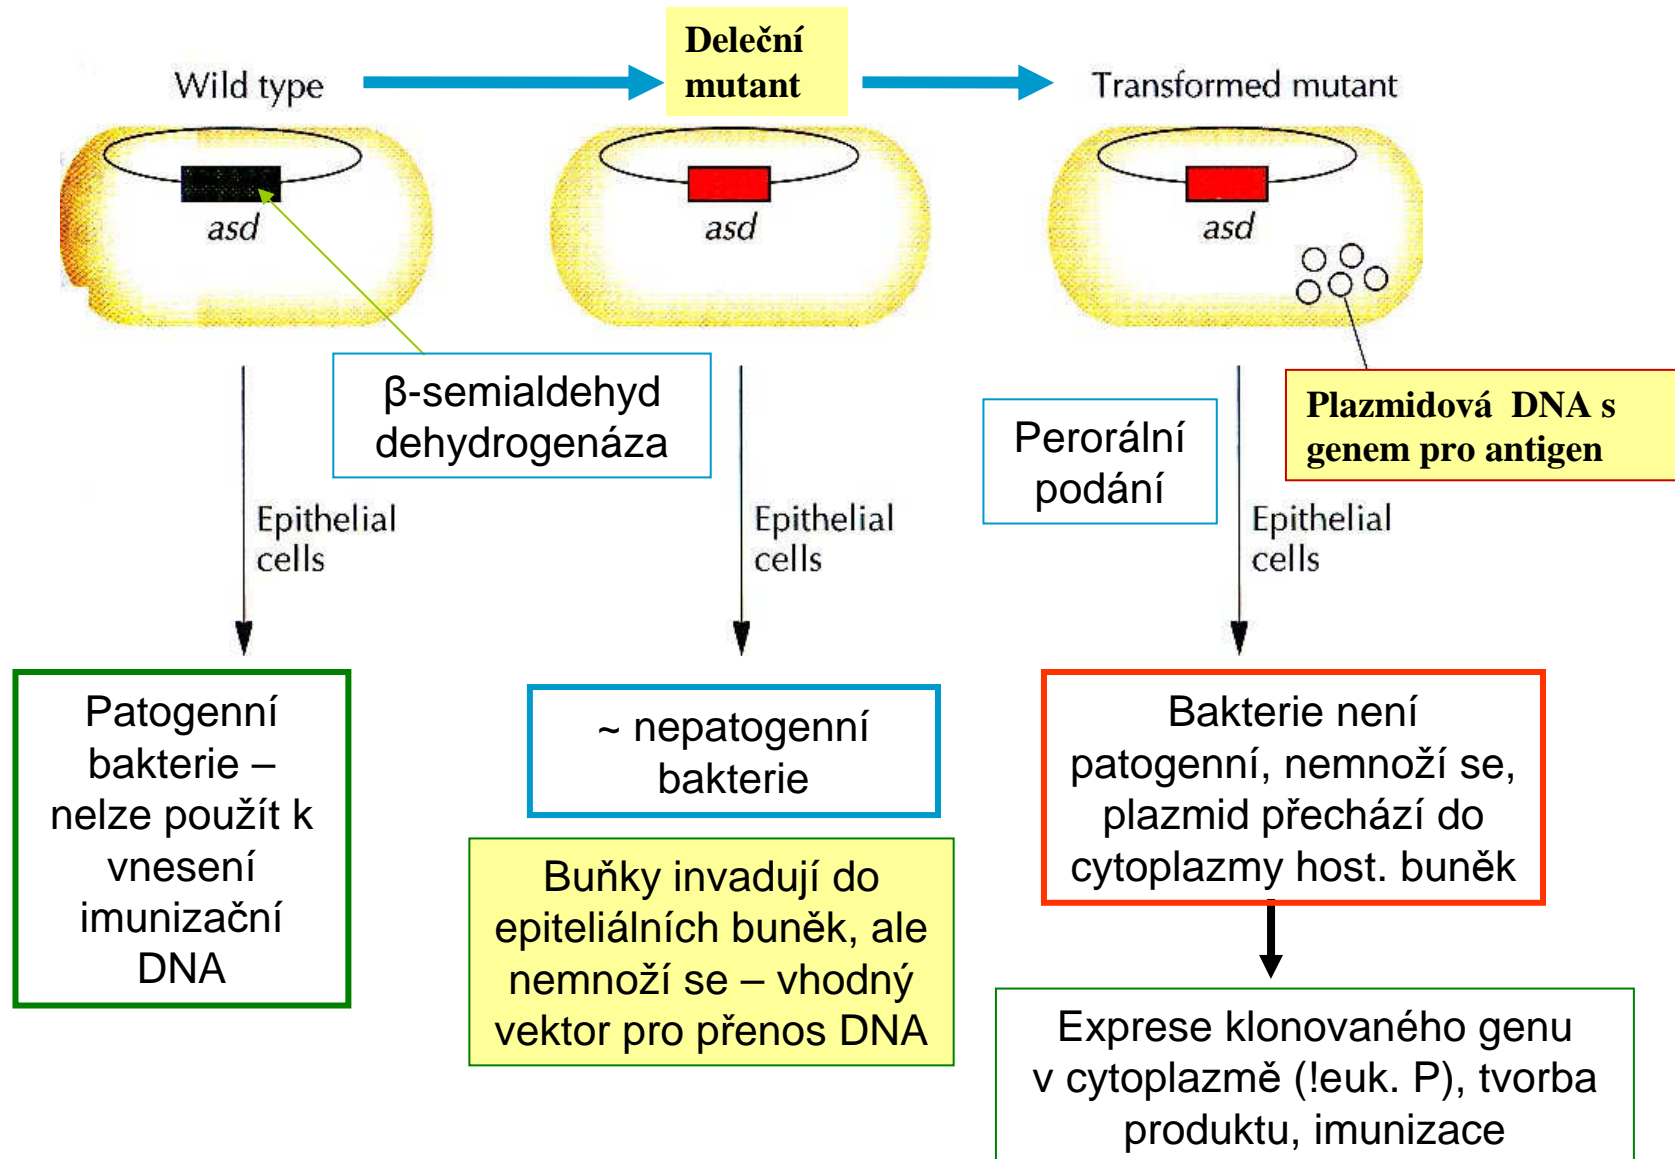 Wild type
Deleční
mutant
Transformed mutant
asd
asd
asd
β-semialdehyd
dehydrogenáza
Perorální
podání
Plazmidová  DNA s
genem pro antigen
Epithelial
cells
Epithelial
cells
Epithelial
cells
Patogenní
bakterie –
nelze použít k
vnesení
imunizační
DNA
~ nepatogenní
bakterie
Buňky invadují do
epiteliálních buněk, ale
nemnoží se – vhodný
vektor pro přenos DNA
Bakterie není
patogenní, nemnoží se,
plazmid přechází do
cytoplazmy host. buněk
Exprese klonovaného genu
v cytoplazmě (!euk. P), tvorba
produktu, imunizace